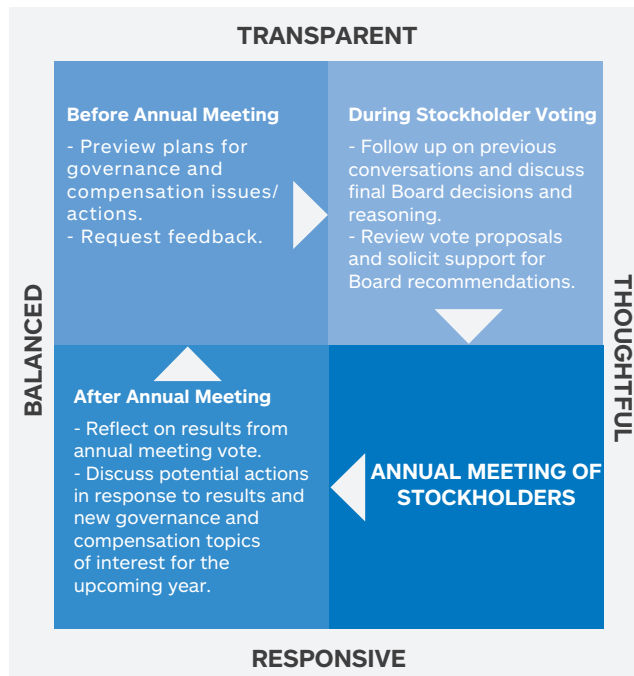 TRANSPARENT
Before Annual Meeting
- Preview plans for
governance and
compensation issues/
actions.
- Request feedback.
During Stockholder Voting
- Follow up on previous
conversations and discuss
final Board decisions and
reasoning.
- Review vote proposals
and solicit support for
Board recommendations.
BALANCED
THOUGHTFUL
After Annual Meeting
- Reflect on results from
annual meeting vote.
- Discuss potential actions
in response to results and
new governance and
compensation topics
of interest for the
upcoming year.
ANNUAL MEETING OF
STOCKHOLDERS
RESPONSIVE